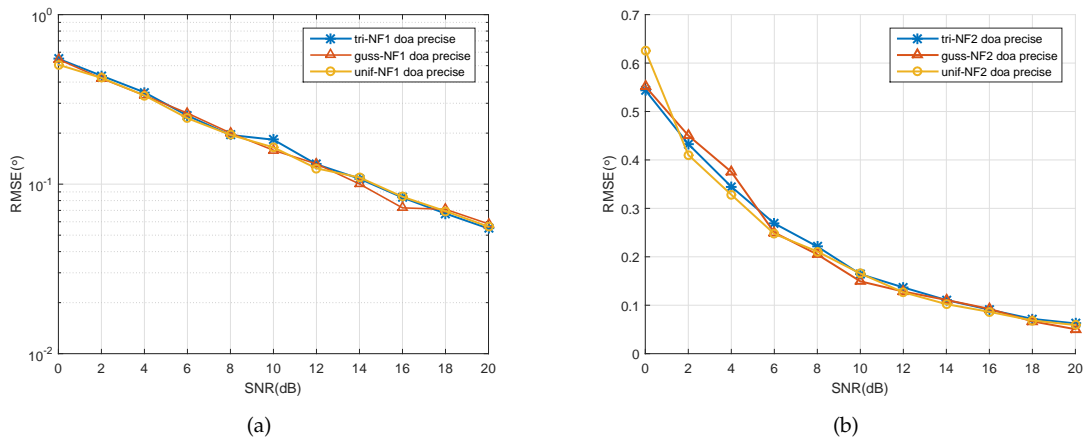 10^0
10^-1
10^-2
RMSE(°)
tri-NF1 doa precise
guss-NF1 doa precise
unif-NF1 doa precise
0 2 4 6 8 10 12 14 16 18 20
SNR(dB)
(a)
0.7
0.6
0.5
0.4
0.3
0.2
0.1
0
RMSE(°)
tri-NF2 doa precise
guss-NF2 doa precise
unif-NF2 doa precise
0 2 4 6 8 10 12 14 16 18 20
SNR(dB)
(b)